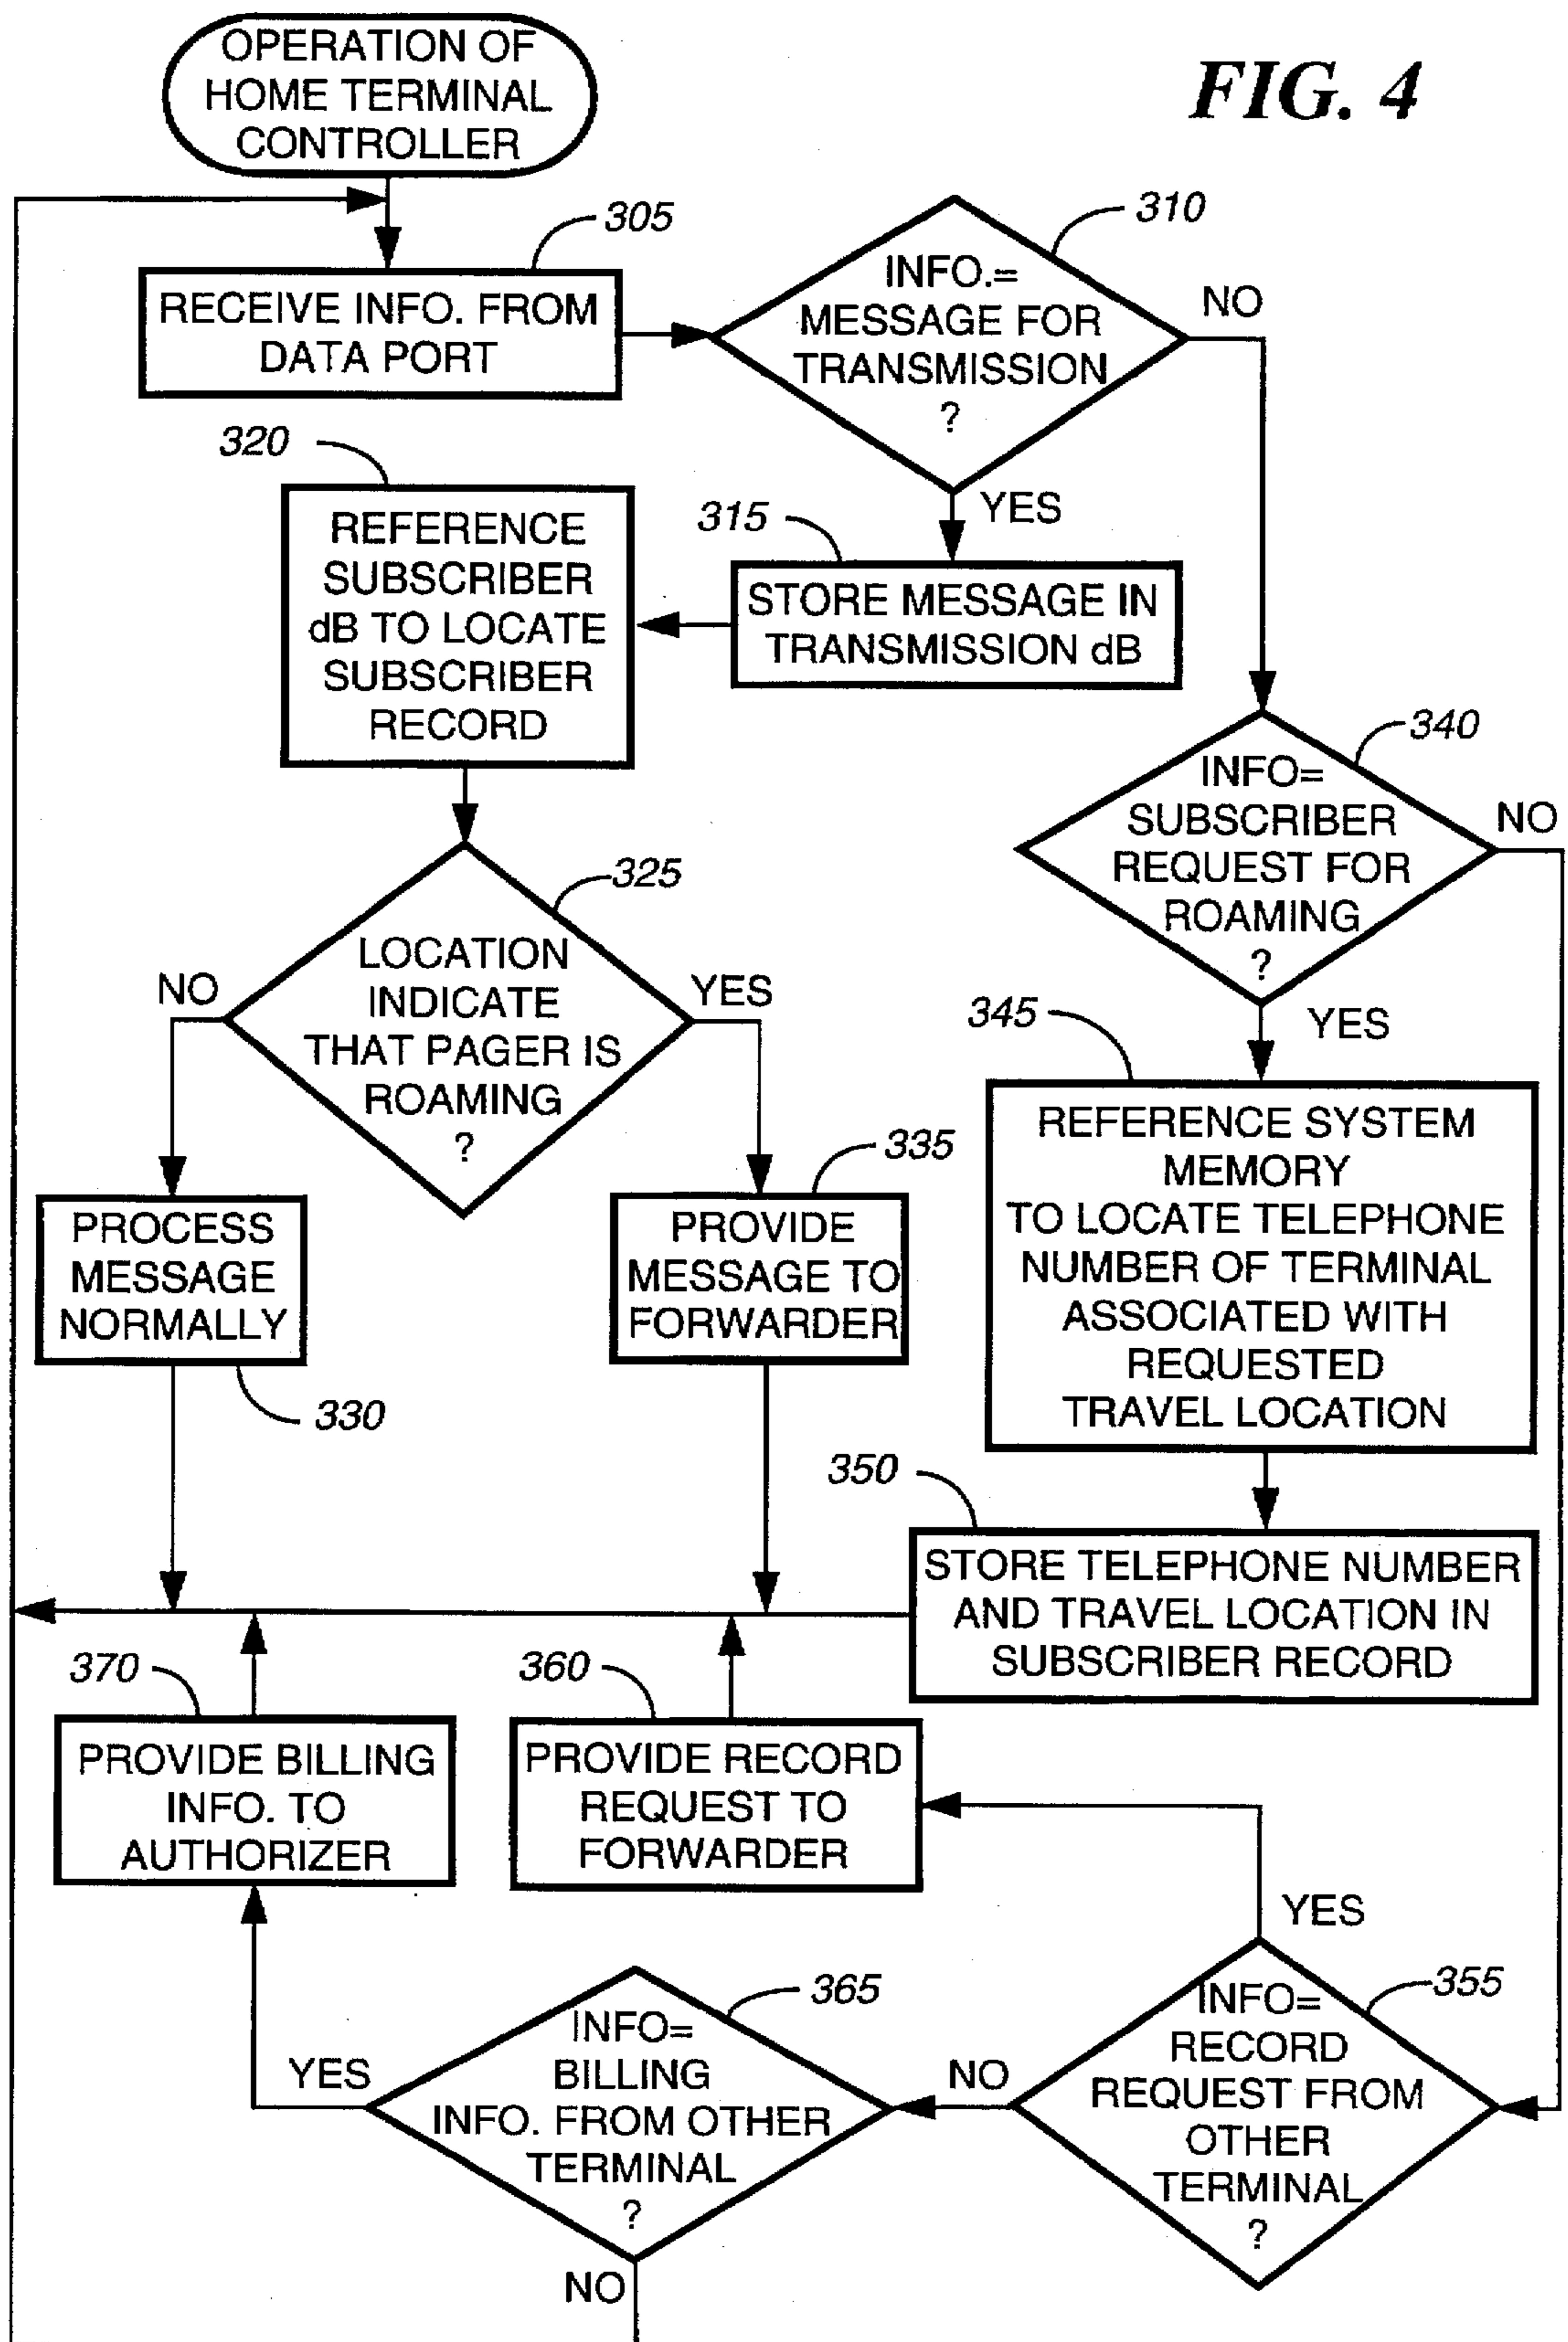 OPERATION OF
HOME TERMINAL
CONTROLLER
FIG. 4
305
RECEIVE INFO. FROM
DATA PORT
310
INFO.=
MESSAGE FOR
TRANSMISSION
?
NO
YES
315
STORE MESSAGE IN
TRANSMISSION dB
320
REFERENCE
SUBSCRIBER
dB TO LOCATE
SUBSCRIBER
RECORD
325
LOCATION
INDICATE
THAT PAGER IS
ROAMING
?
NO
YES
PROCESS
MESSAGE
NORMALLY
330
335
PROVIDE
MESSAGE TO
FORWARDER
340
INFO=
SUBSCRIBER
REQUEST FOR
ROAMING
?
NO
YES
345
REFERENCE SYSTEM
MEMORY
TO LOCATE TELEPHONE
NUMBER OF TERMINAL
ASSOCIATED WITH
REQUESTED
TRAVEL LOCATION
350
STORE TELEPHONE NUMBER
AND TRAVEL LOCATION IN
SUBSCRIBER RECORD
370
PROVIDE BILLING
INFO. TO
AUTHORIZER
360
PROVIDE RECORD
REQUEST TO
FORWARDER
YES
355
INFO=
RECORD
REQUEST FROM
OTHER
TERMINAL
?
NO
365
INFO=
BILLING
INFO. FROM OTHER
TERMINAL
?
YES
NO